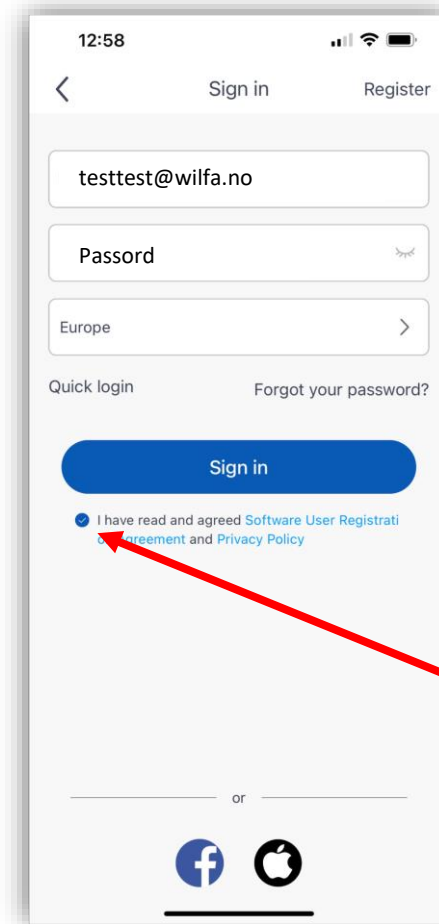 12:58
Sign in
Register
testtest@wilfa.no
Passord
Europe
Quick login
Forgot your password?
Sign in
I have read and agreed Software User Registrati
Agreement and Privacy Policy
or